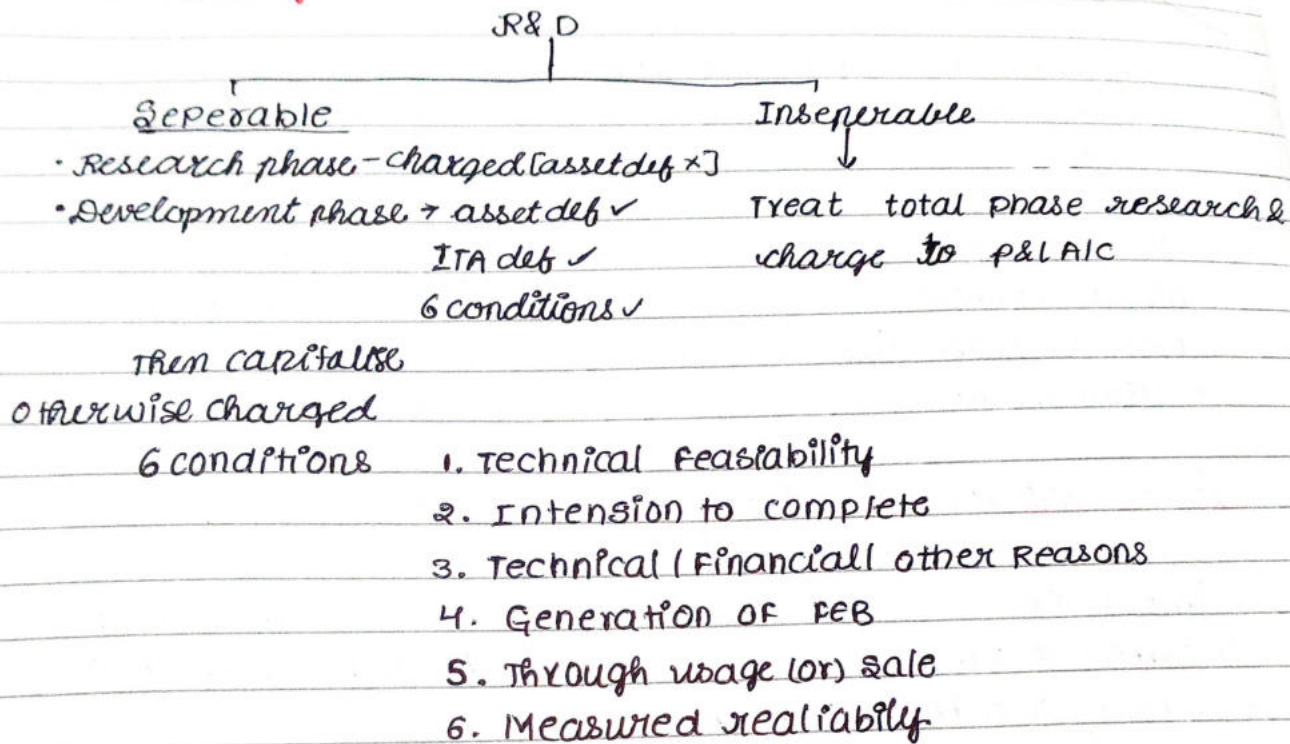 R&D
Seperable Inseperable
• Research phase - charged [asset def ×]
• Development phase → asset def ✓ Treat total phase research &
ITA def ✓ charge to P&L A/C
6 conditions ✓
Then capitalise
otherwise charged
6 conditions 1. Technical Feasiability
2. Intension to complete
3. Technical / Financial / other Reasons
4. Generation OF FEB
5. Through usage (or) sale
6. Measured realiabily